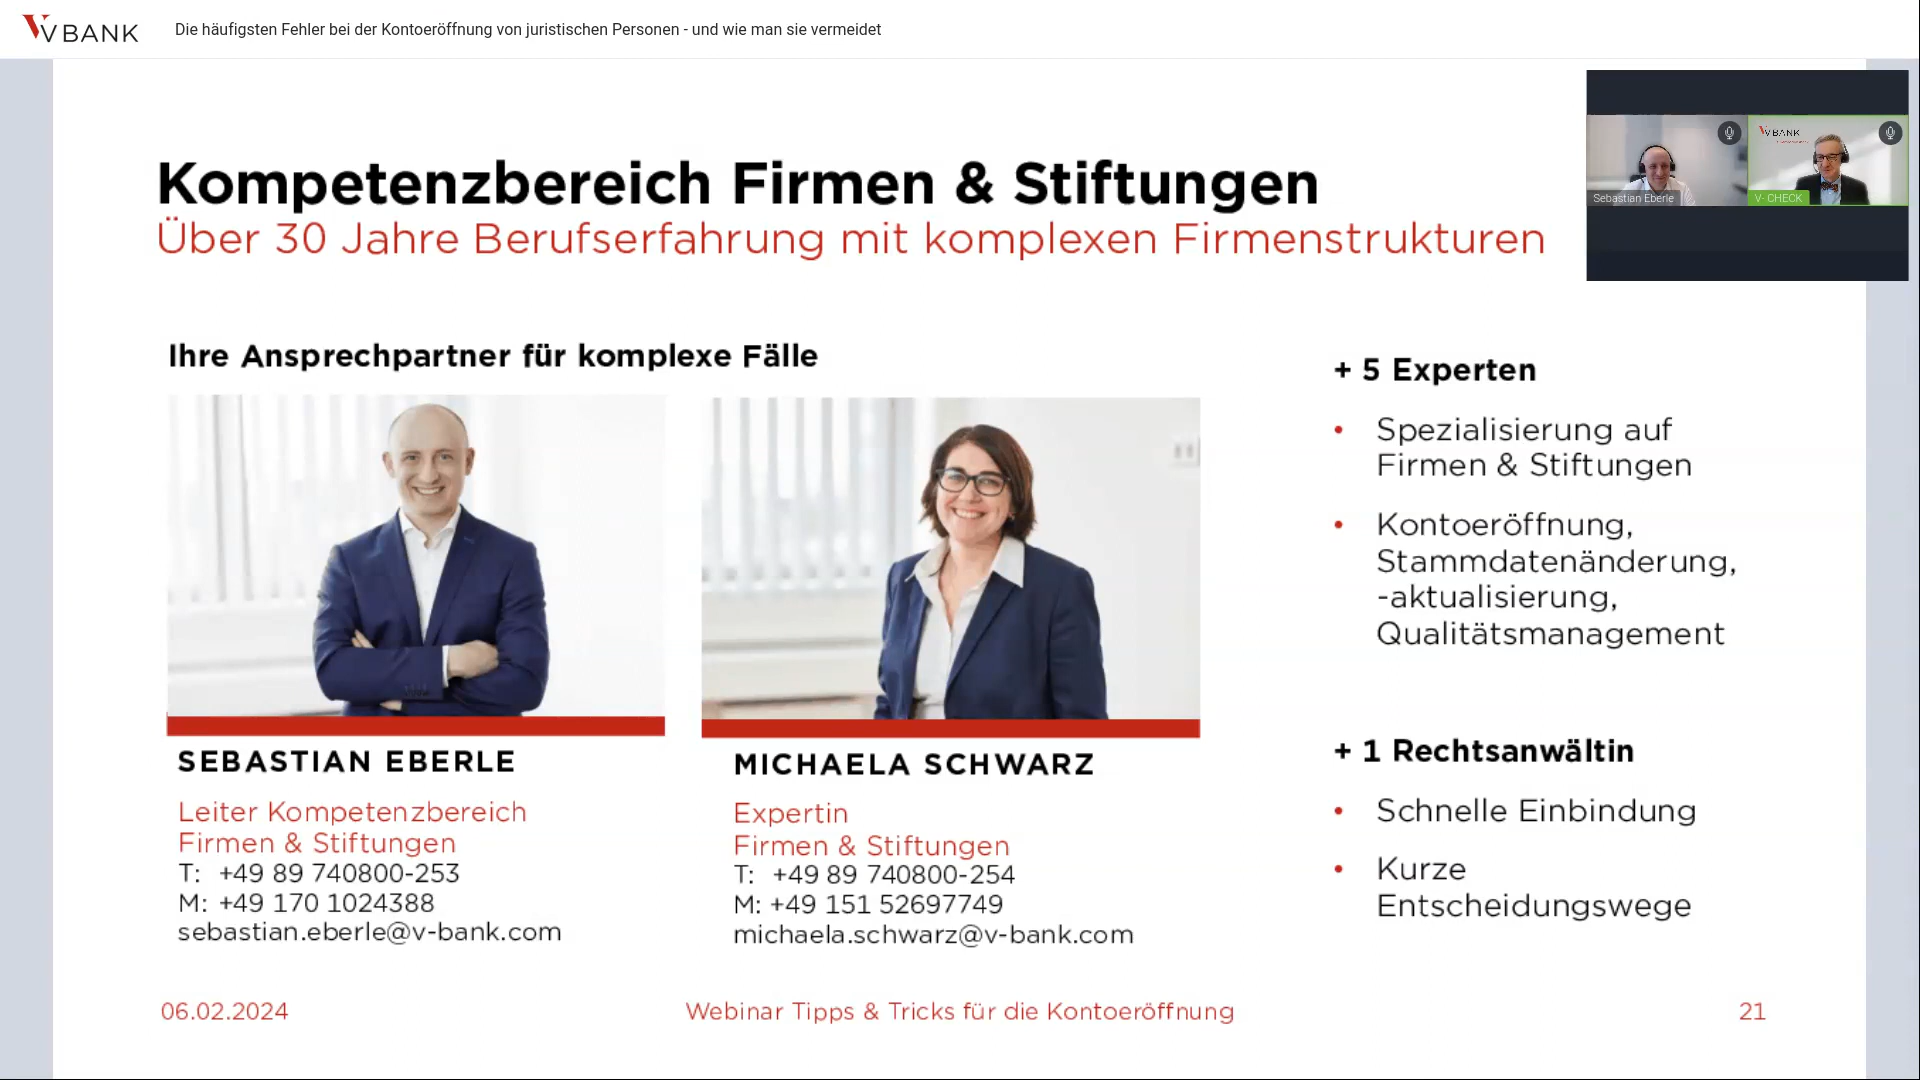 VBANK
Die häufigsten Fehler bei der Kontoeröffnung von juristischen Personen - und wie man sie vermeidet
VBANK
Sebastian Eberle
V- CHECK
Kompetenzbereich Firmen & Stiftungen
Über 30 Jahre Berufserfahrung mit komplexen Firmenstrukturen
Ihre Ansprechpartner für komplexe Fälle
SEBASTIAN EBERLE
Leiter Kompetenzbereich
Firmen & Stiftungen
T: +49 89 740800-253
M: +49 170 1024388
sebastian.eberle@v-bank.com
MICHAELA SCHWARZ
Expertin
Firmen & Stiftungen
T: +49 89 740800-254
M: +49 151 52697749
michaela.schwarz@v-bank.com
+ 5 Experten
• Spezialisierung auf
Firmen & Stiftungen
• Kontoeröffnung,
Stammdatenänderung,
-aktualisierung,
Qualitätsmanagement
+ 1 Rechtsanwältin
• Schnelle Einbindung
• Kurze
Entscheidungswege
06.02.2024
Webinar Tipps & Tricks für die Kontoeröffnung
21